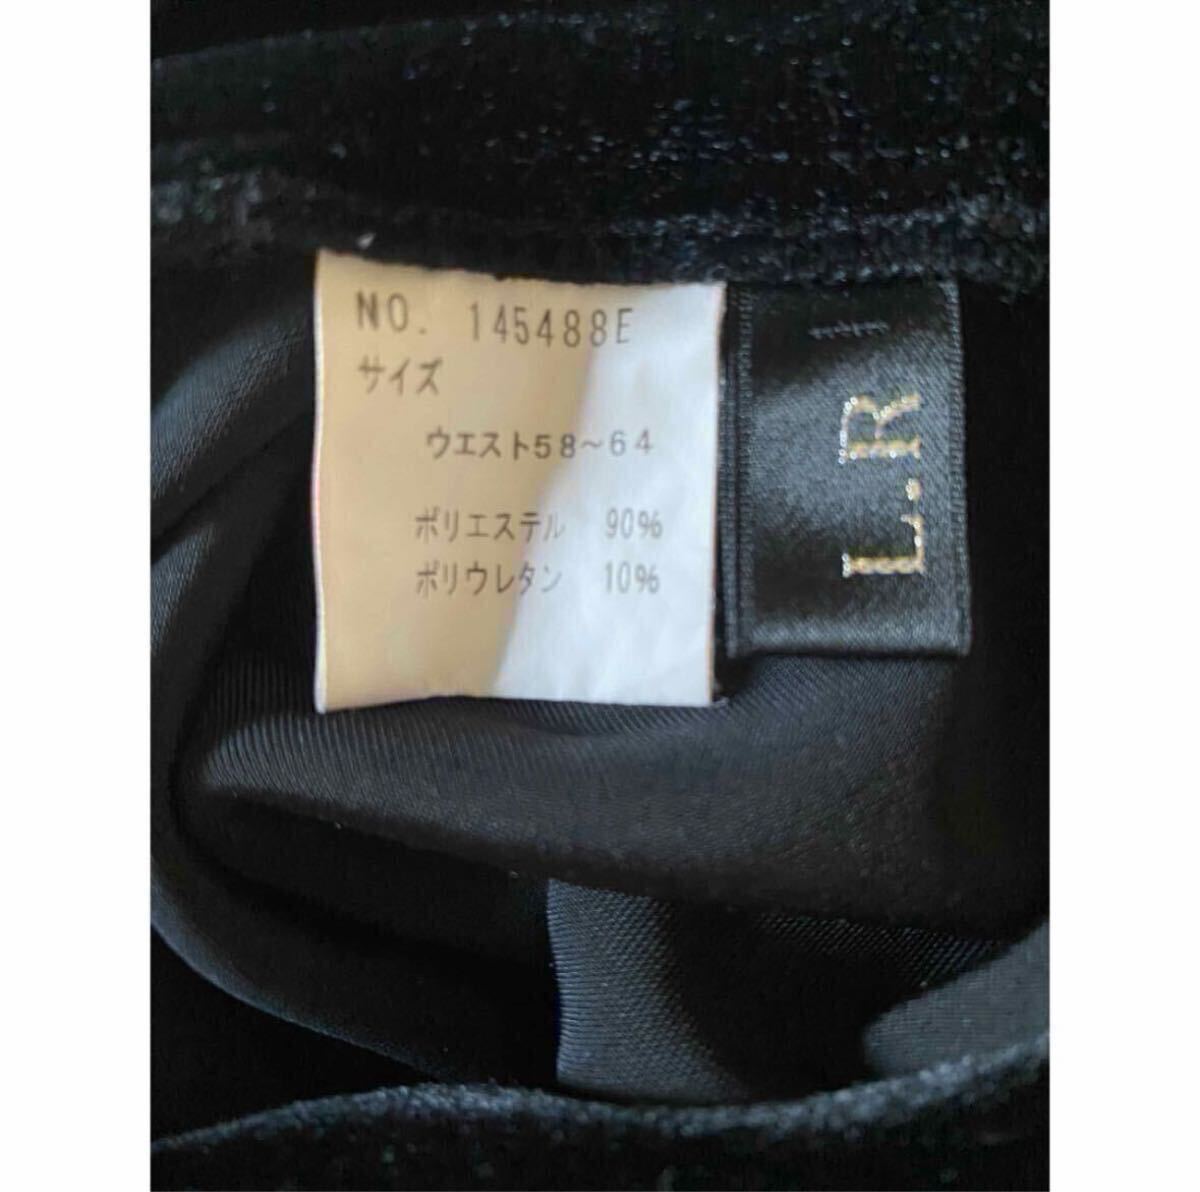 NO. 145488E
サイズ
ウエスト58～64
ポリエステル 90%
ポリウレタン 10%
L.R